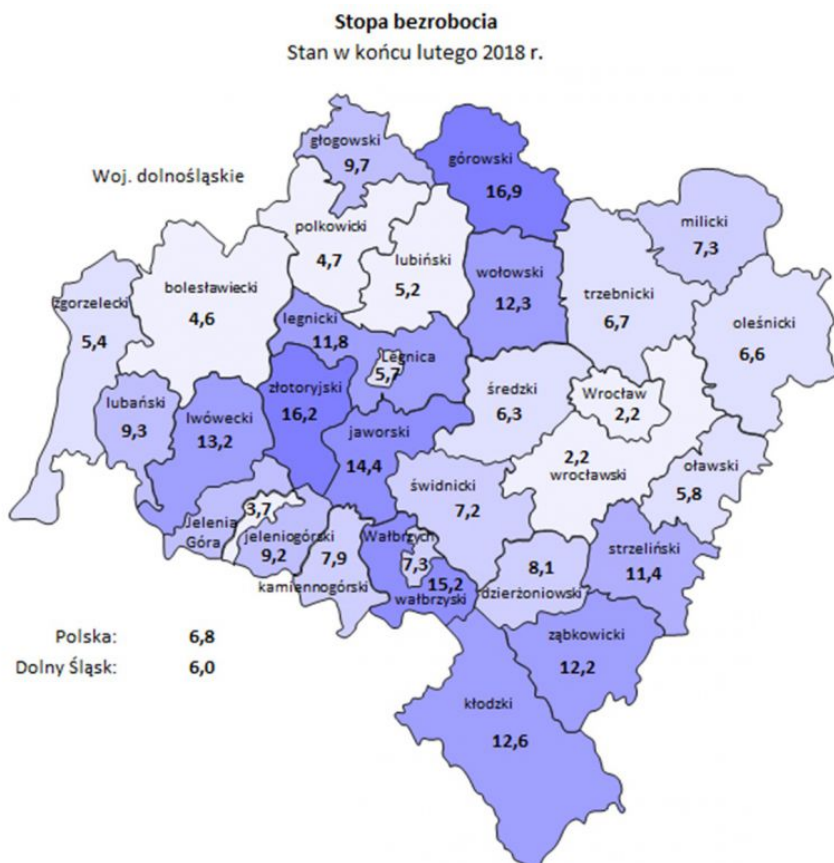 Stopa bezrobocia
Stan w końcu lutego 2018 r.
Woj. dolnośląskie
głogowski
9,7
górowski
16,9
milicki
7,3
polkowicki
4,7
lubiński
5,2
wołowski
12,3
trzebnicki
6,7
oleśnicki
6,6
zgorzelecki
5,4
bolesławiecki
4,6
legnicki
11,8
Legnica
5,7
lubański
9,3
lwówecki
13,2
złotoryjski
16,2
jaworski
14,4
średzki
6,3
Wrocław
2,2
2,2
wrocławski
oławski
5,8
świdnicki
7,2
Jelenia
Góra
3,7
jeleniogórski
9,2
7,9
kamiennogórski
Wałbrzych
7,3
15,2
wałbrzyski
8,1
dzierżoniowski
strzeliński
11,4
ząbkowicki
12,2
kłodzki
12,6
Polska: 6,8
Dolny Śląsk: 6,0